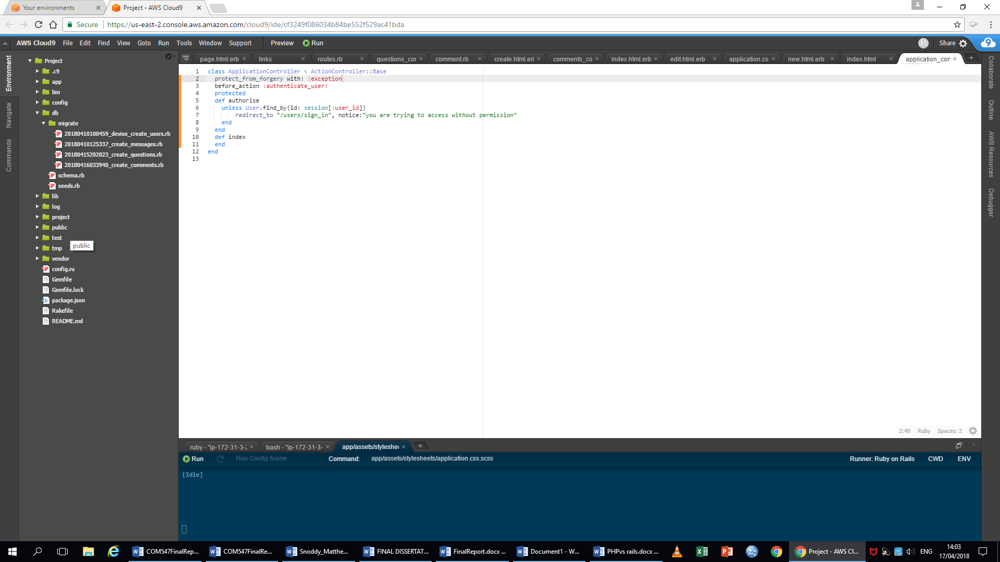 Your environments
Project - AWS Cloud9
Secure
https://us-east-2.console.aws.amazon.com/cloud9/ide/cf3249f086034b84be552f529ac41bda
AWS Cloud9 File Edit Find View Goto Run Tools Window Support Preview Run
R Share 9
Environment
Navigate
Commands
Project
.c9
app
bin
config
db
migrate
20180410100459_devise_create_users.rb
20180410125337_create_messages.rb
20180415202023_create_questions.rb
20180416033940_create_comments.rb
schema.rb
seeds.rb
lib
log
project
public
test
tmp
public
vendor
config.ru
Gemfile
Gemfile.lock
package.json
Rakefile
README.md
page.html.erb links routes.rb questions_cor comment.rb create.html.erl comments_co index.html.erb edit.html.erb application.cs new.html.erb index.html application_con
1 class ApplicationController < ActionController::Base
2 protect_from_forgery with: :exception
3 before_action :authenticate_user!
4 protected
5 def authorise
6 unless User.find_by(id: session[:user_id])
7 redirect_to "/users/sign_in", notice:"you are trying to access without permission"
8 end
9 end
10 def index
11 end
12 end
13
2:40 Ruby Spaces: 2
Collaborate
Outline
AWS Resources
Debugger
ruby - "ip-172-31-3-2 bash - "ip-172-31-3- app/assets/styleshe
Run Run Config Name Command: app/assets/stylesheets/application.css.scss Runner: Ruby on Rails CWD ENV
[Idle]
COM547FinalRep... COM547FinalRe... Snoddy_Matthe... FINAL DISSERTAT... FinalReport.docx ... Document1 - W... PHPvs rails.docx ... Project - AWS Cl... ENG
14:03
17/04/2018